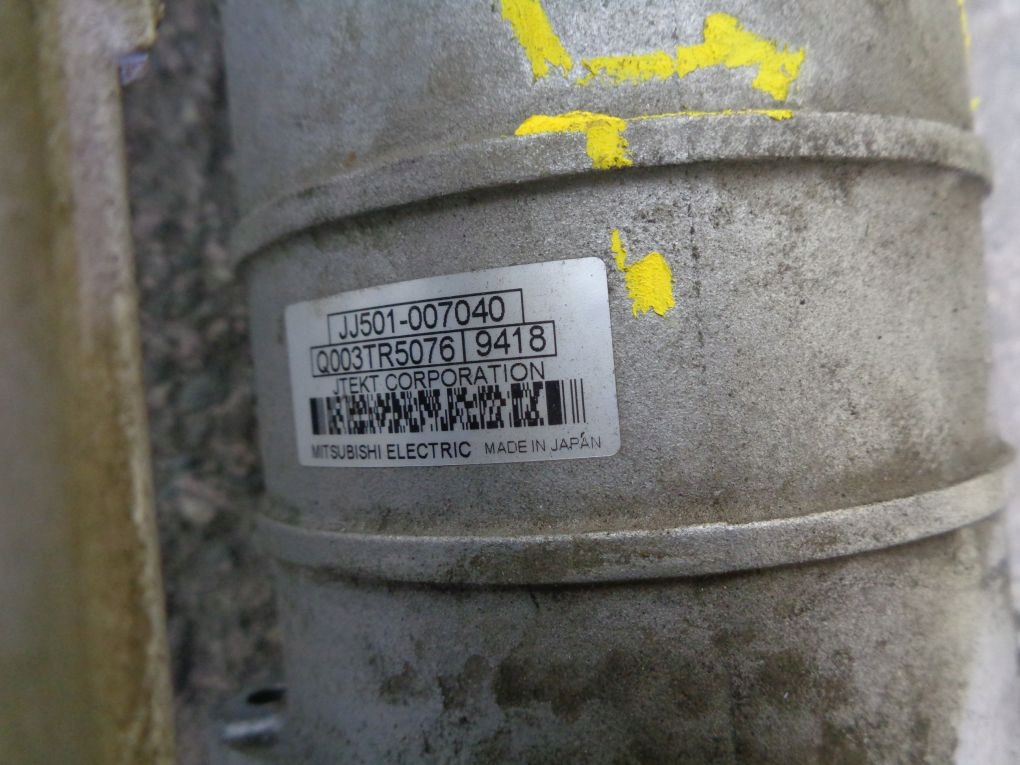 JJ501-007040
Q003TR5076 9418
JTEKT CORPORATION
MITSUBISHI ELECTRIC MADE IN JAPAN